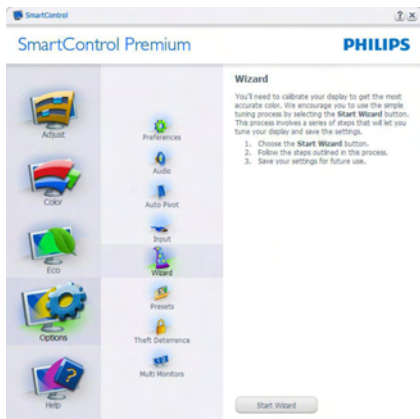 SmartControl
SmartControl Premium
PHILIPS
Adjust
Color
Eco
Options
Help
Preferences
Audio
Auto Pivot
Input
Wizard
Presets
Theft Deterrence
Multi Monitors
Wizard
You'll need to calibrate your display to get the most
accurate color. We encourage you to use the simple
tuning process by selecting the Start Wizard button.
This process involves a series of steps that will let you
tune your display and save the settings.
1. Choose the Start Wizard button.
2. Follow the steps outlined in this process.
3. Save your settings for future use.
Start Wizard